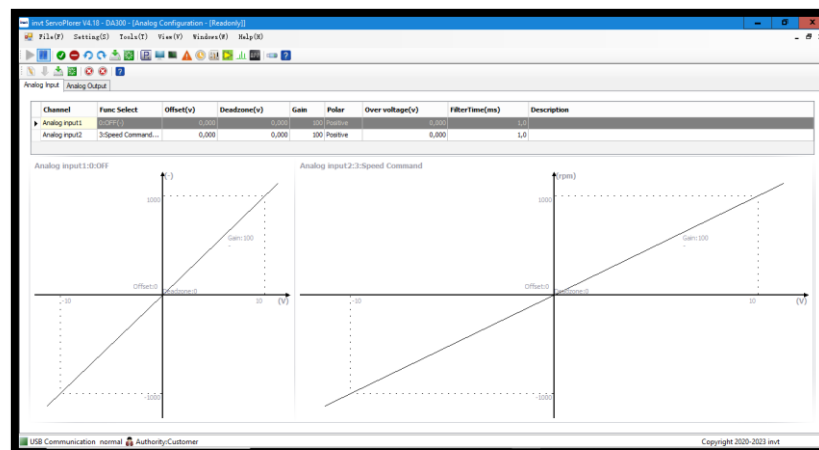 invt ServoPlorer V4.18 - DA300 - [Analog Configuration - [Readonly]]
File(F) Setting(S) Tools(T) View(V) Windows(W) Help(H)
Analog Input Analog Output
Channel Func Select Offset(v) Deadzone(v) Gain Polar Over voltage(v) FilterTime(ms) Description
Analog input1 0:OFF(-) 0,000 0,000 100 Positive 0,000 1,0
Analog input2 3:Speed Command... 0,000 0,000 100 Positive 0,000 1,0
Analog input1:0:OFF Analog input2:3:Speed Command
(-) (rpm)
1000 1000
Gain:100 Gain:100
Offset:0 Offset:0
Deadzone:0 Deadzone:0
-10 10 (V) -10 10 (V)
-1000 -1000
USB Communication normal Authority:Customer Copyright 2020-2023 invt